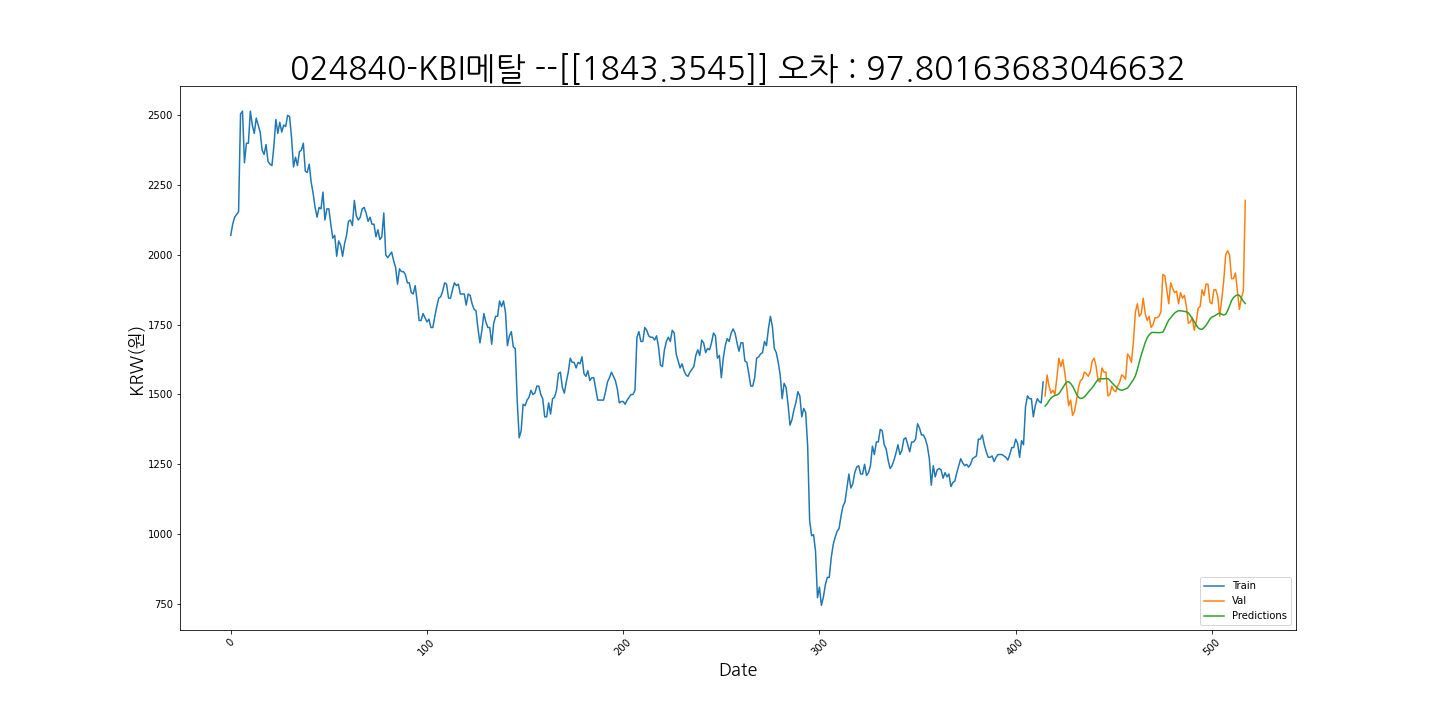 024840-KBI메탈 --[[1843.3545]] 오차 : 97.80163683046632
2500
2250
2000
1750
1500
1250
1000
750
KRW(원)
0
100
200
300
400
500
Date
Train
Val
Predictions